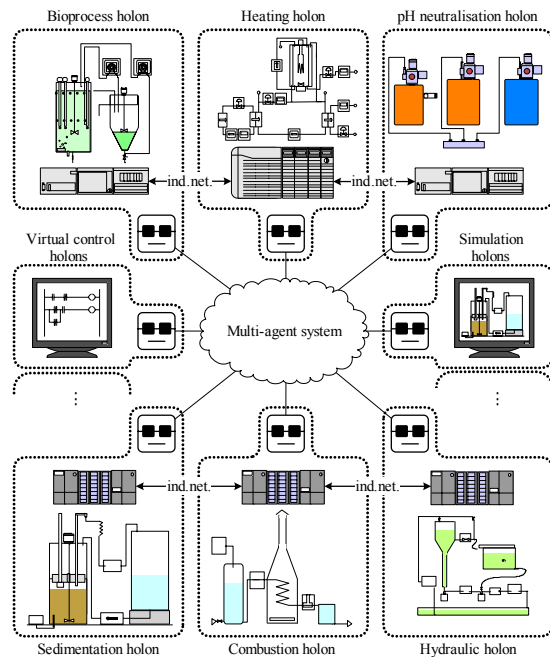 Bioprocess holon
Heating holon
pH neutralisation holon
ind.net.
ind.net.
Virtual control
holons
Simulation
holons
Multi-agent system
ind.net.
ind.net.
Sedimentation holon
Combustion holon
Hydraulic holon